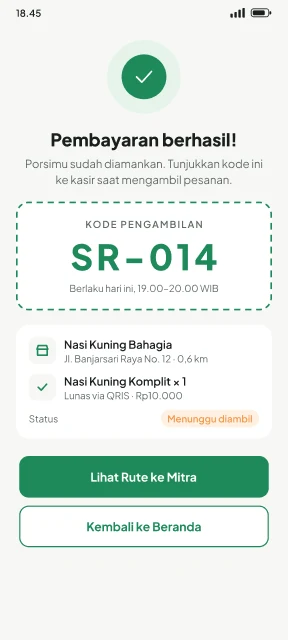 18.45
Pembayaran berhasil!
Porsimu sudah diamankan. Tunjukkan kode ini
ke kasir saat mengambil pesanan.
KODE PENGAMBILAN
SR-014
Berlaku hari ini, 19.00–20.00 WIB
Nasi Kuning Bahagia
Jl. Banjarsari Raya No. 12 · 0,6 km
Nasi Kuning Komplit × 1
Lunas via QRIS · Rp10.000
Status
Menunggu diambil
Lihat Rute ke Mitra
Kembali ke Beranda